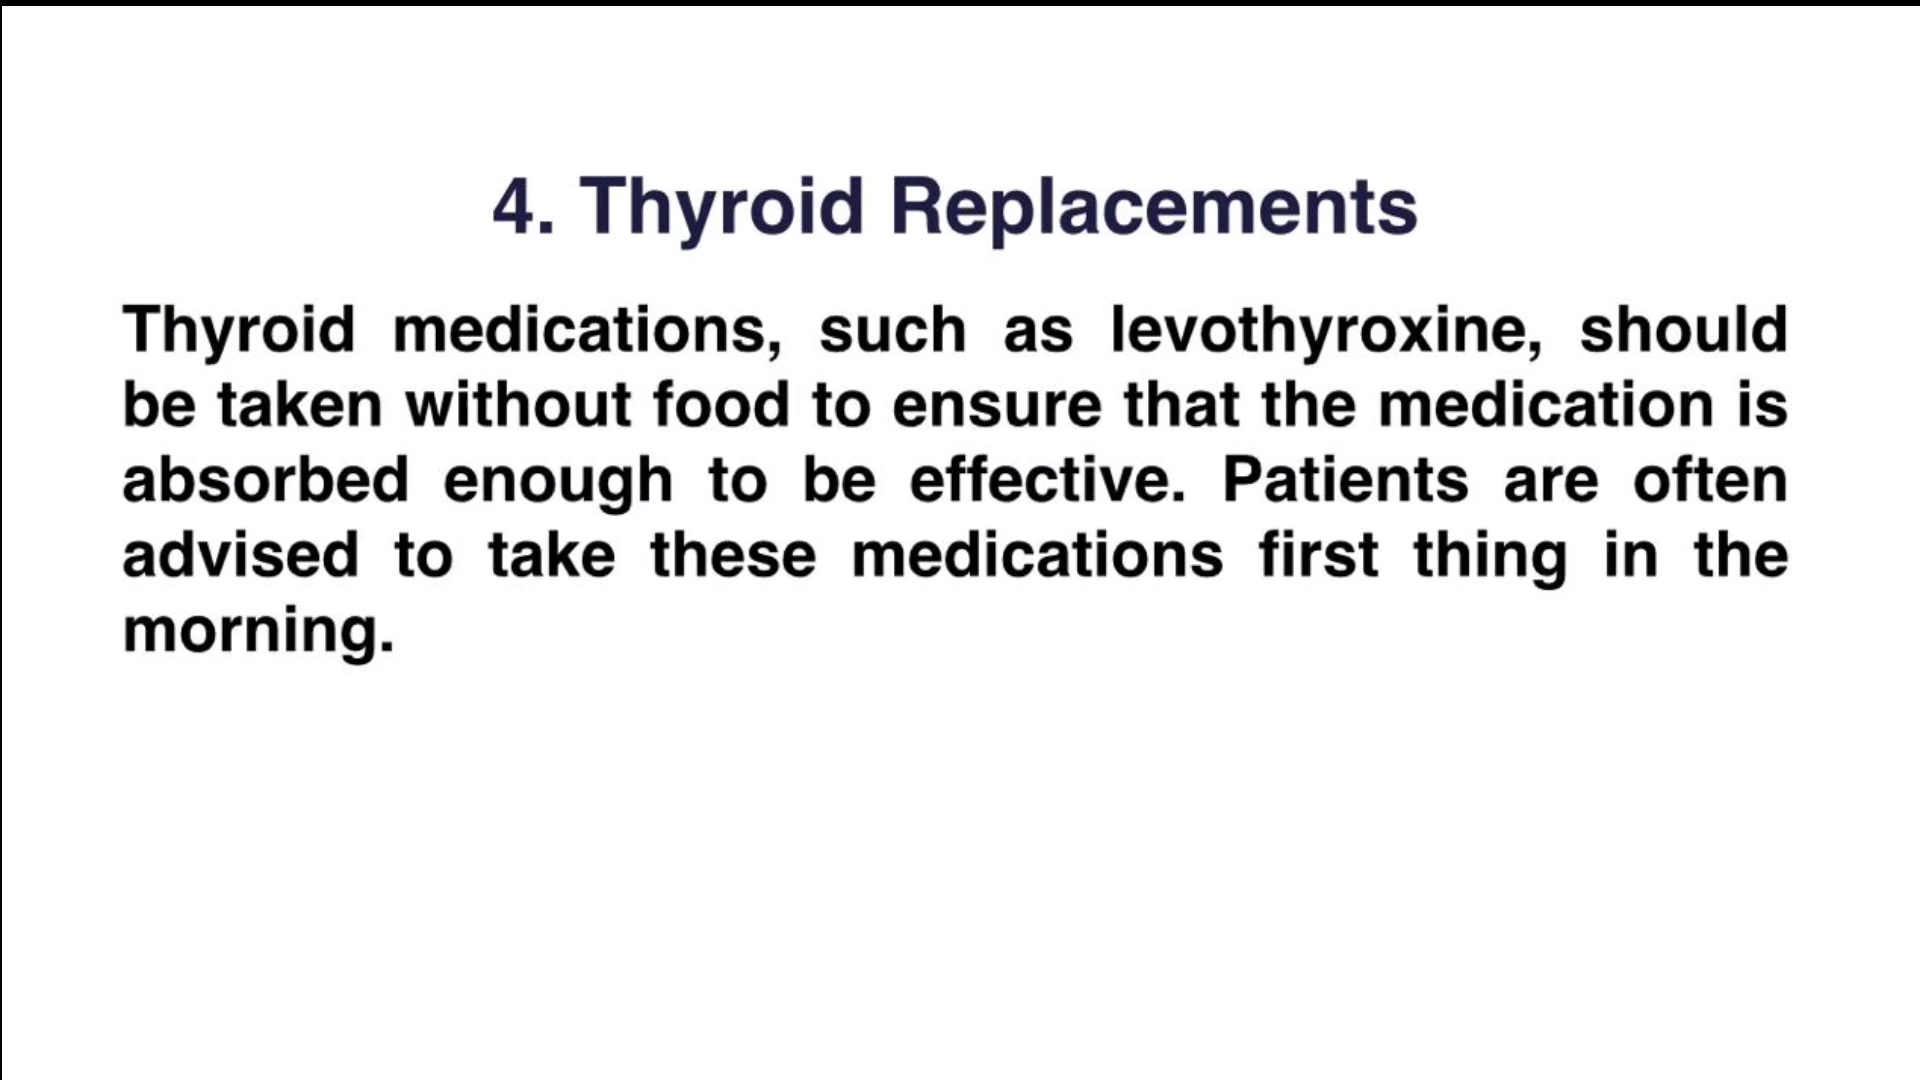 4. Thyroid Replacements
Thyroid medications, such as levothyroxine, should
be taken without food to ensure that the medication is
absorbed enough to be effective. Patients are often
advised to take these medications first thing in the
morning.